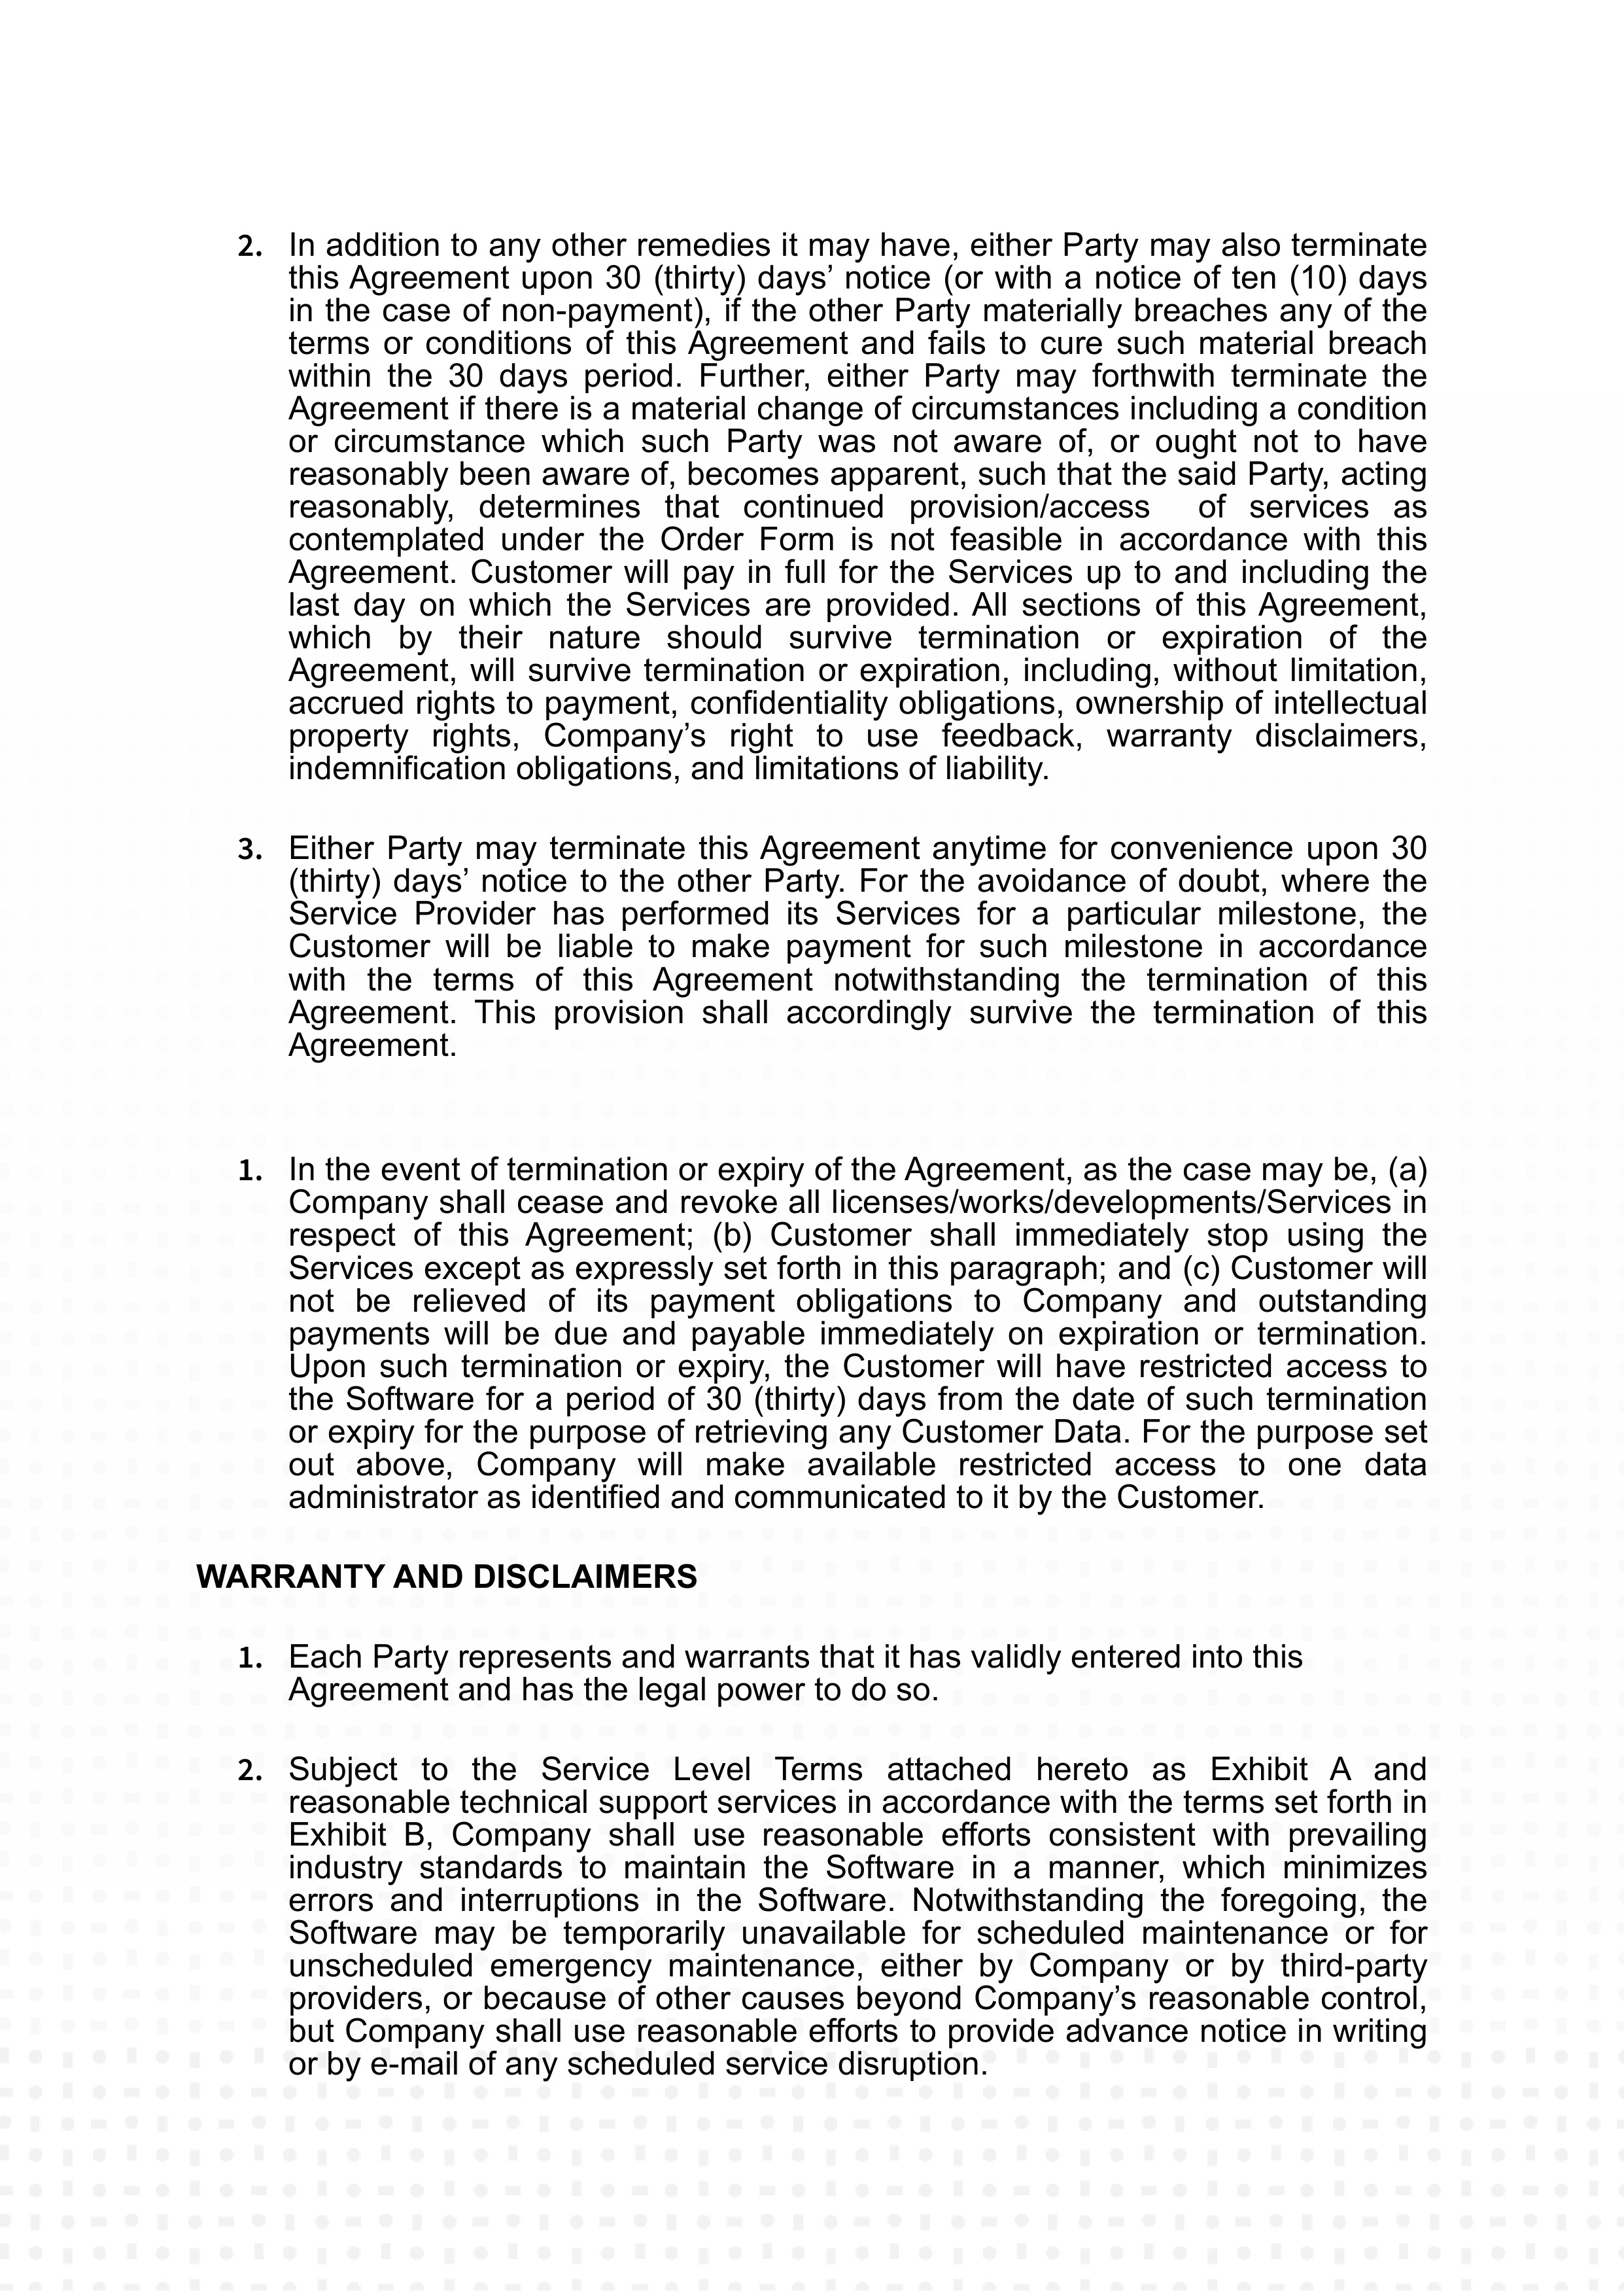 2. In addition to any other remedies it may have, either Party may also terminate
this Agreement upon 30 (thirty) days’ notice (or with a notice of ten (10) days
in the case of non-payment), if the other Party materially breaches any of the
terms or conditions of this Agreement and fails to cure such material breach
within the 30 days period. Further, either Party may forthwith terminate the
Agreement if there is a material change of circumstances including a condition
or circumstance which such Party was not aware of, or ought not to have
reasonably been aware of, becomes apparent, such that the said Party, acting
reasonably, determines that continued provision/access of services as
contemplated under the Order Form is not feasible in accordance with this
Agreement. Customer will pay in full for the Services up to and including the
last day on which the Services are provided. All sections of this Agreement,
which by their nature should survive termination or expiration of the
Agreement, will survive termination or expiration, including, without limitation,
accrued rights to payment, confidentiality obligations, ownership of intellectual
property rights, Company’s right to use feedback, warranty disclaimers,
indemnification obligations, and limitations of liability.
3. Either Party may terminate this Agreement anytime for convenience upon 30
(thirty) days’ notice to the other Party. For the avoidance of doubt, where the
Service Provider has performed its Services for a particular milestone, the
Customer will be liable to make payment for such milestone in accordance
with the terms of this Agreement notwithstanding the termination of this
Agreement. This provision shall accordingly survive the termination of this
Agreement.
1. In the event of termination or expiry of the Agreement, as the case may be, (a)
Company shall cease and revoke all licenses/works/developments/Services in
respect of this Agreement; (b) Customer shall immediately stop using the
Services except as expressly set forth in this paragraph; and (c) Customer will
not be relieved of its payment obligations to Company and outstanding
payments will be due and payable immediately on expiration or termination.
Upon such termination or expiry, the Customer will have restricted access to
the Software for a period of 30 (thirty) days from the date of such termination
or expiry for the purpose of retrieving any Customer Data. For the purpose set
out above, Company will make available restricted access to one data
administrator as identified and communicated to it by the Customer.
WARRANTY AND DISCLAIMERS
1. Each Party represents and warrants that it has validly entered into this
Agreement and has the legal power to do so.
2. Subject to the Service Level Terms attached hereto as Exhibit A and
reasonable technical support services in accordance with the terms set forth in
Exhibit B, Company shall use reasonable efforts consistent with prevailing
industry standards to maintain the Software in a manner, which minimizes
errors and interruptions in the Software. Notwithstanding the foregoing, the
Software may be temporarily unavailable for scheduled maintenance or for
unscheduled emergency maintenance, either by Company or by third-party
providers, or because of other causes beyond Company’s reasonable control,
but Company shall use reasonable efforts to provide advance notice in writing
or by e-mail of any scheduled service disruption.